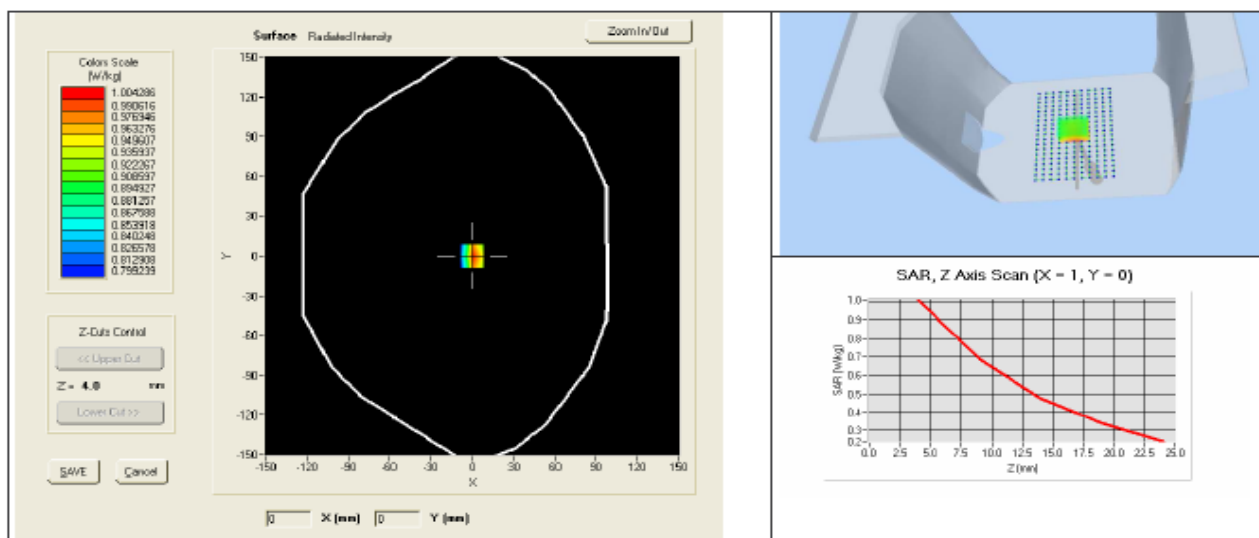 Surface Radiated Intensity
Zoom In/Out
Colors Scale
(W/kg)
1.004286
0.990616
0.976946
0.963276
0.949607
0.935937
0.922267
0.908597
0.894927
0.881257
0.867588
0.853918
0.840248
0.826578
0.812908
0.799239
Z-Cuts Control
<< Upper Cut
Z = 4.0 mm
Lower Cut >>
SAVE Cancel
150
120
90
60
30
Y 0
-30
-60
-90
-120
-150
-150 -120 -90 -60 -30 0 30 60 90 120 150
X
0 X (mm) 0 Y (mm)
SAR, Z Axis Scan (X = 1, Y = 0)
SAR (W/kg)
1.0
0.9
0.8
0.7
0.6
0.5
0.4
0.3
0.2
0.0 2.5 5.0 7.5 10.0 12.5 15.0 17.5 20.0 22.5 25.0
Z (mm)